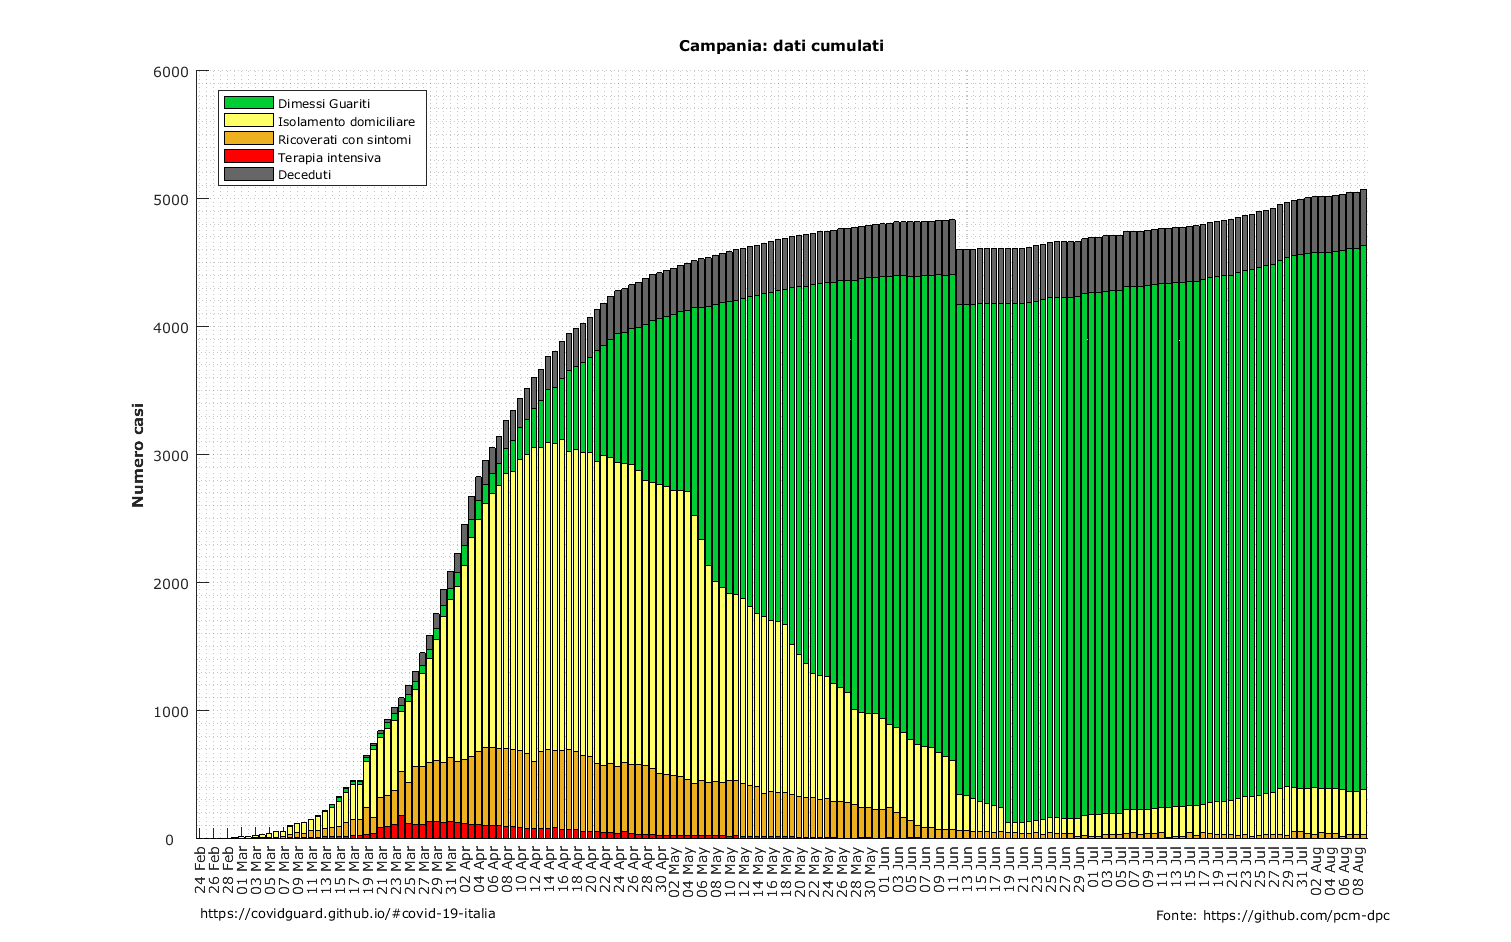 Campania: dati cumulati
6000
5000
4000
3000
2000
1000
0
Numero casi
Dimessi Guariti
Isolamento domiciliare
Ricoverati con sintomi
Terapia intensiva
Deceduti
24 Feb
26 Feb
28 Feb
01 Mar
03 Mar
05 Mar
07 Mar
09 Mar
11 Mar
13 Mar
15 Mar
17 Mar
19 Mar
21 Mar
23 Mar
25 Mar
27 Mar
29 Mar
31 Mar
02 Apr
04 Apr
06 Apr
08 Apr
10 Apr
12 Apr
14 Apr
16 Apr
18 Apr
20 Apr
22 Apr
24 Apr
26 Apr
28 Apr
30 Apr
02 May
04 May
06 May
08 May
10 May
12 May
14 May
16 May
18 May
20 May
22 May
24 May
26 May
28 May
30 May
01 Jun
03 Jun
05 Jun
07 Jun
09 Jun
11 Jun
13 Jun
15 Jun
17 Jun
19 Jun
21 Jun
23 Jun
25 Jun
27 Jun
29 Jun
01 Jul
03 Jul
05 Jul
07 Jul
09 Jul
11 Jul
13 Jul
15 Jul
17 Jul
19 Jul
21 Jul
23 Jul
25 Jul
27 Jul
29 Jul
31 Jul
02 Aug
04 Aug
06 Aug
08 Aug
https://covidguard.github.io/#covid-19-italia
Fonte: https://github.com/pcm-dpc